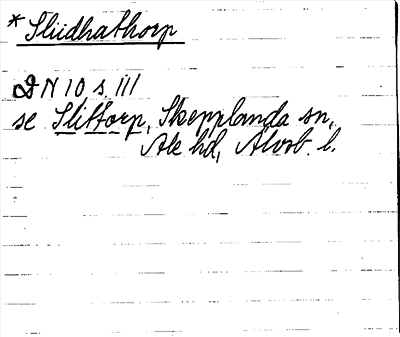 * Sliidhathorp
DN 10 s. 111
se Slittorp, Skepplanda sn,
Ale hd, Älvsb. l.